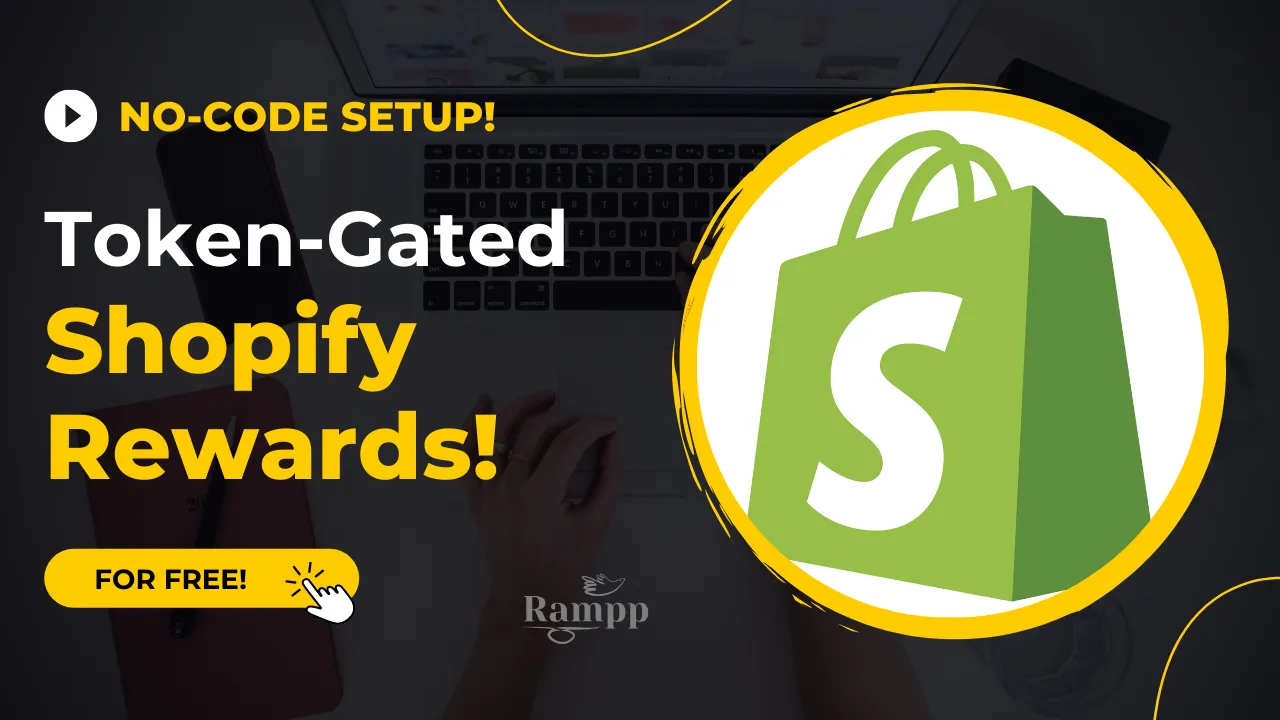 NO-CODE SETUP!
Token-Gated
Shopify
Rewards!
FOR FREE!
Rampp
S